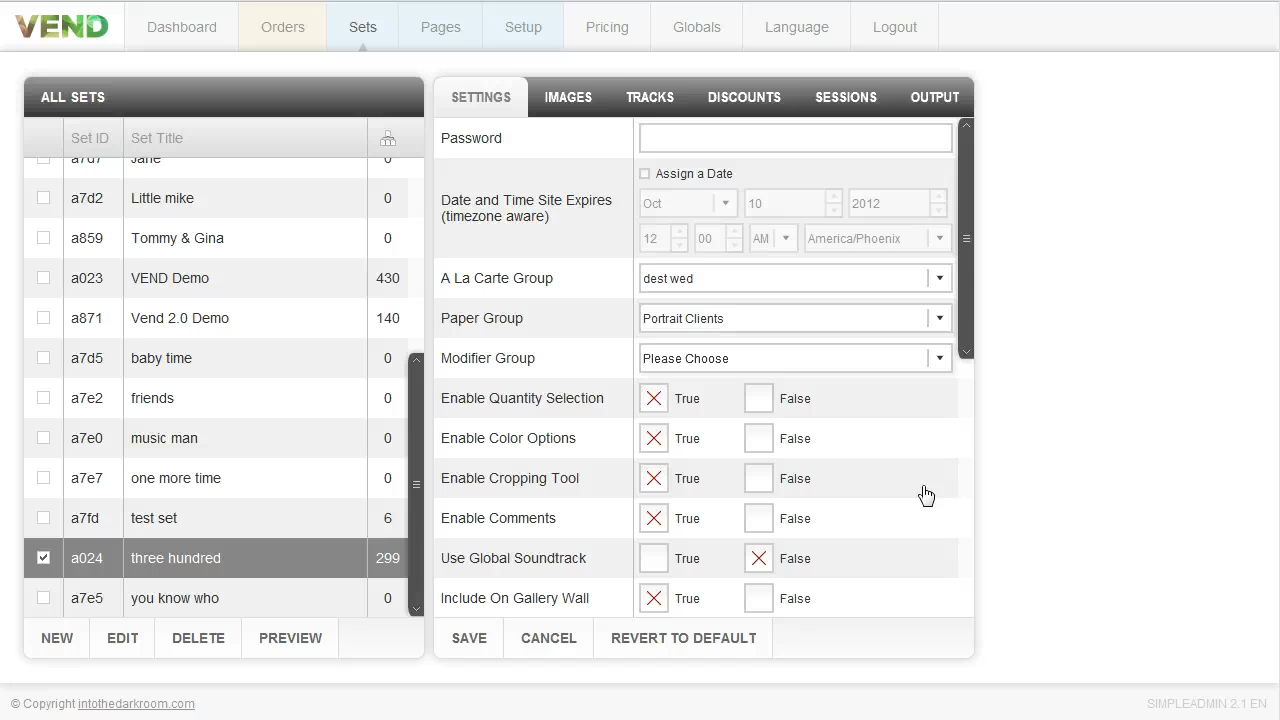 VEND
Dashboard
Orders
Sets
Pages
Setup
Pricing
Globals
Language
Logout
ALL SETS
Set ID
Set Title
a7d7
Jane
0
a7d2
Little mike
0
a859
Tommy & Gina
0
a023
VEND Demo
430
a871
Vend 2.0 Demo
140
a7d5
baby time
0
a7e2
friends
0
a7e0
music man
0
a7e7
one more time
0
a7fd
test set
6
a024
three hundred
299
a7e5
you know who
0
NEW
EDIT
DELETE
PREVIEW
SETTINGS
IMAGES
TRACKS
DISCOUNTS
SESSIONS
OUTPUT
Password
Date and Time Site Expires
(timezone aware)
Assign a Date
Oct
10
2012
12
00
AM
America/Phoenix
A La Carte Group
dest wed
Paper Group
Portrait Clients
Modifier Group
Please Choose
Enable Quantity Selection
True
False
Enable Color Options
True
False
Enable Cropping Tool
True
False
Enable Comments
True
False
Use Global Soundtrack
True
False
Include On Gallery Wall
True
False
SAVE
CANCEL
REVERT TO DEFAULT
© Copyright intothedarkroom.com
SIMPLEADMIN 2.1 EN